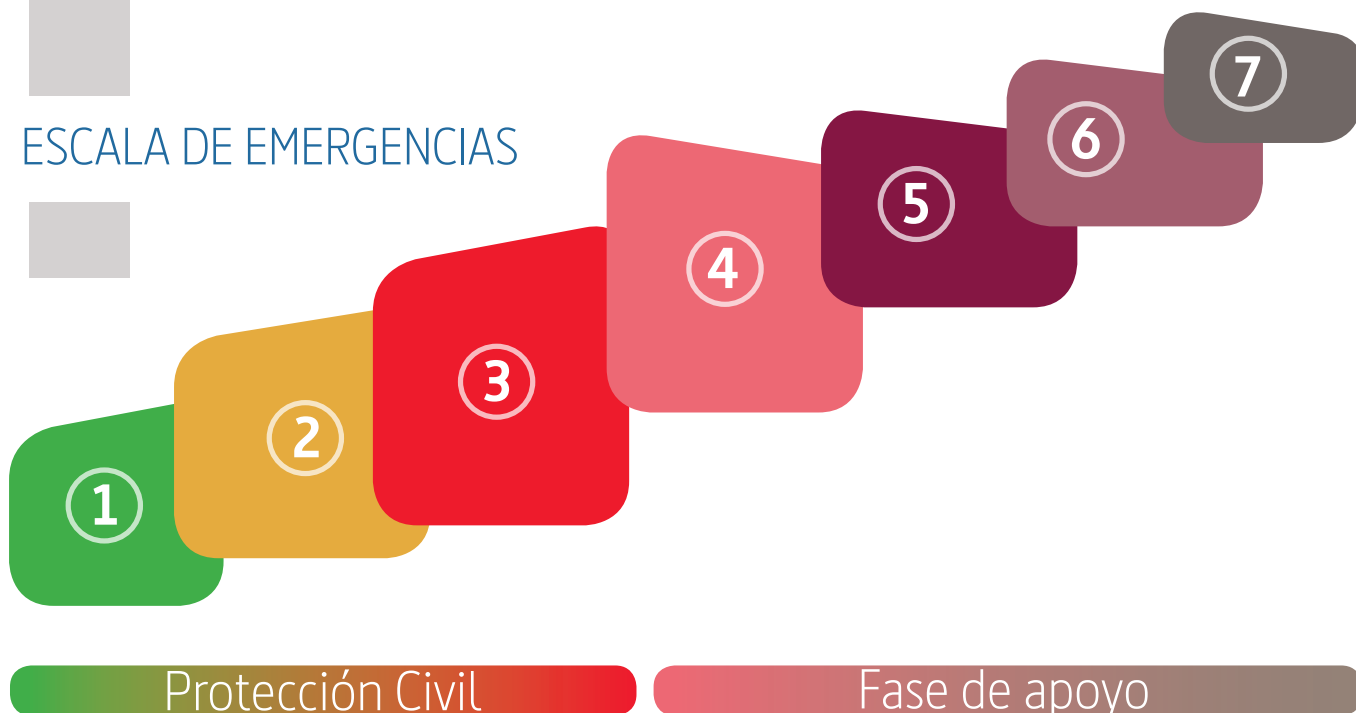 ESCALA DE EMERGENCIAS
1
2
3
4
5
6
7
Protección Civil
Fase de apoyo